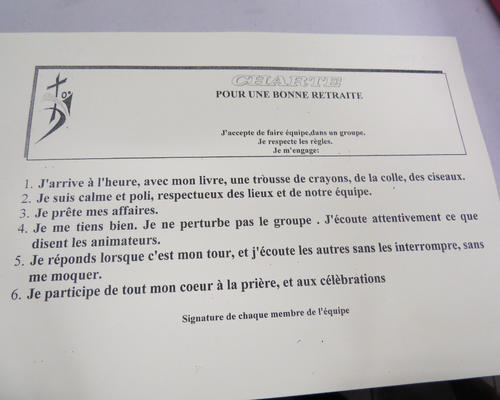 CHARTE
POUR UNE BONNE RETRAITE
J'accepte de faire équipe,dans un groupe.
Je respecte les règles.
Je m'engage:
1. J'arrive à l'heure, avec mon livre, une trousse de crayons, de la colle, des ciseaux.
2. Je suis calme et poli, respectueux des lieux et de notre équipe.
3. Je prête mes affaires.
4. Je me tiens bien. Je ne perturbe pas le groupe . J'écoute attentivement ce que
disent les animateurs.
5. Je réponds lorsque c'est mon tour, et j'écoute les autres sans les interrompre, sans
me moquer.
6. Je participe de tout mon coeur à la prière, et aux célèbrations
Signature de chaque membre de l'équipe